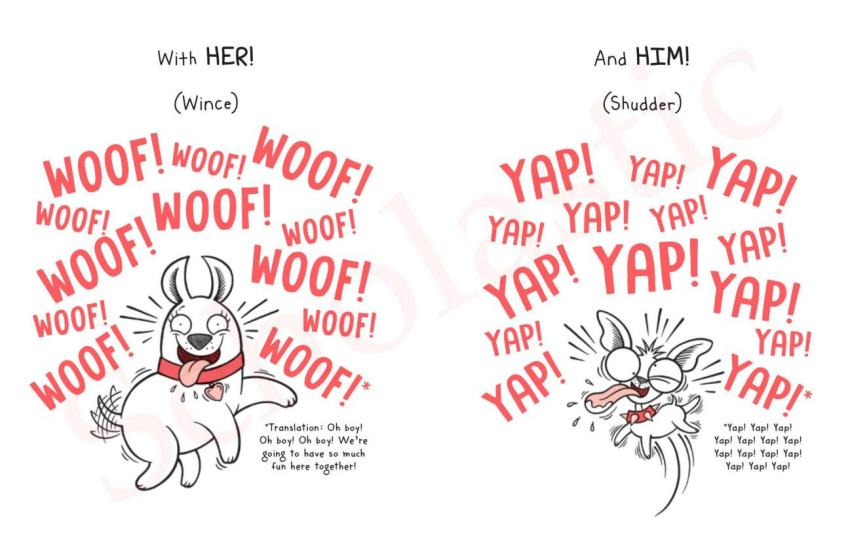 With HER!
(Wince)
WOOF! WOOF! WOOF!
WOOF! WOOF! WOOF!
WOOF! WOOF!
WOOF! WOOF!
WOOF! WOOF!*
*Translation: Oh boy!
Oh boy! Oh boy! We're
going to have so much
fun here together!
And HIM!
(Shudder)
YAP! YAP! YAP!
YAP! YAP! YAP!
YAP! YAP! YAP!
YAP!
YAP! YAP!
YAP! YAP!*
*Yap! Yap! Yap!
Yap! Yap! Yap! Yap!
Yap! Yap! Yap! Yap!
Yap! Yap! Yap!
Scholastic